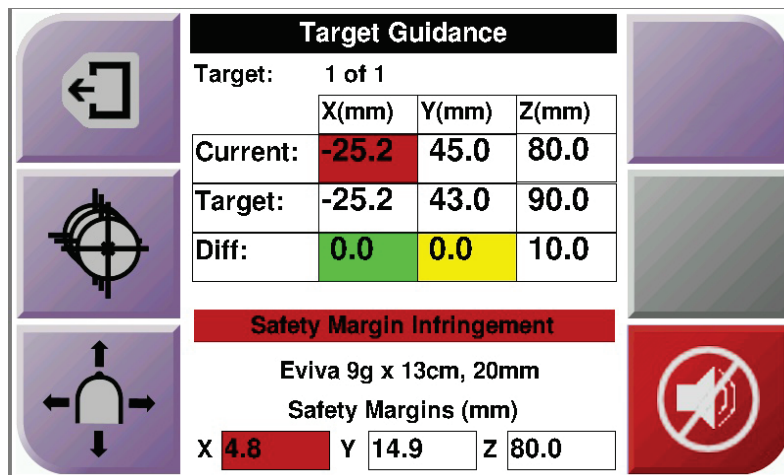 Target Guidance
Target: 1 of 1
X(mm) Y(mm) Z(mm)
Current: -25.2 45.0 80.0
Target: -25.2 43.0 90.0
Diff: 0.0 0.0 10.0
Safety Margin Infringement
Eviva 9g x 13cm, 20mm
Safety Margins (mm)
X 4.8 Y 14.9 Z 80.0